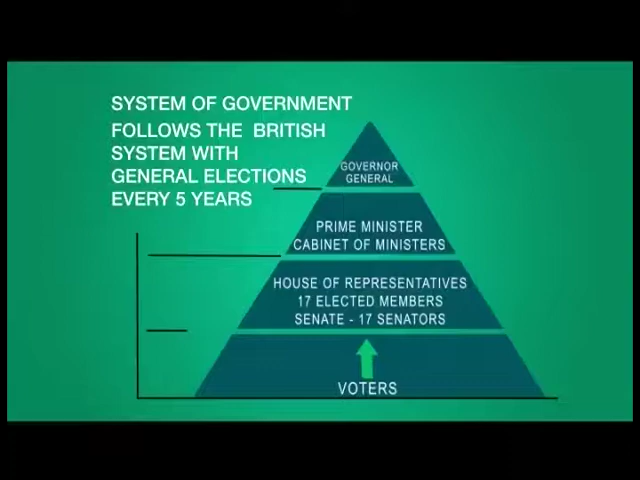 SYSTEM OF GOVERNMENT
FOLLOWS THE BRITISH
SYSTEM WITH
GENERAL ELECTIONS
EVERY 5 YEARS
GOVERNOR
GENERAL
PRIME MINISTER
CABINET OF MINISTERS
HOUSE OF REPRESENTATIVES
17 ELECTED MEMBERS
SENATE - 17 SENATORS
VOTERS